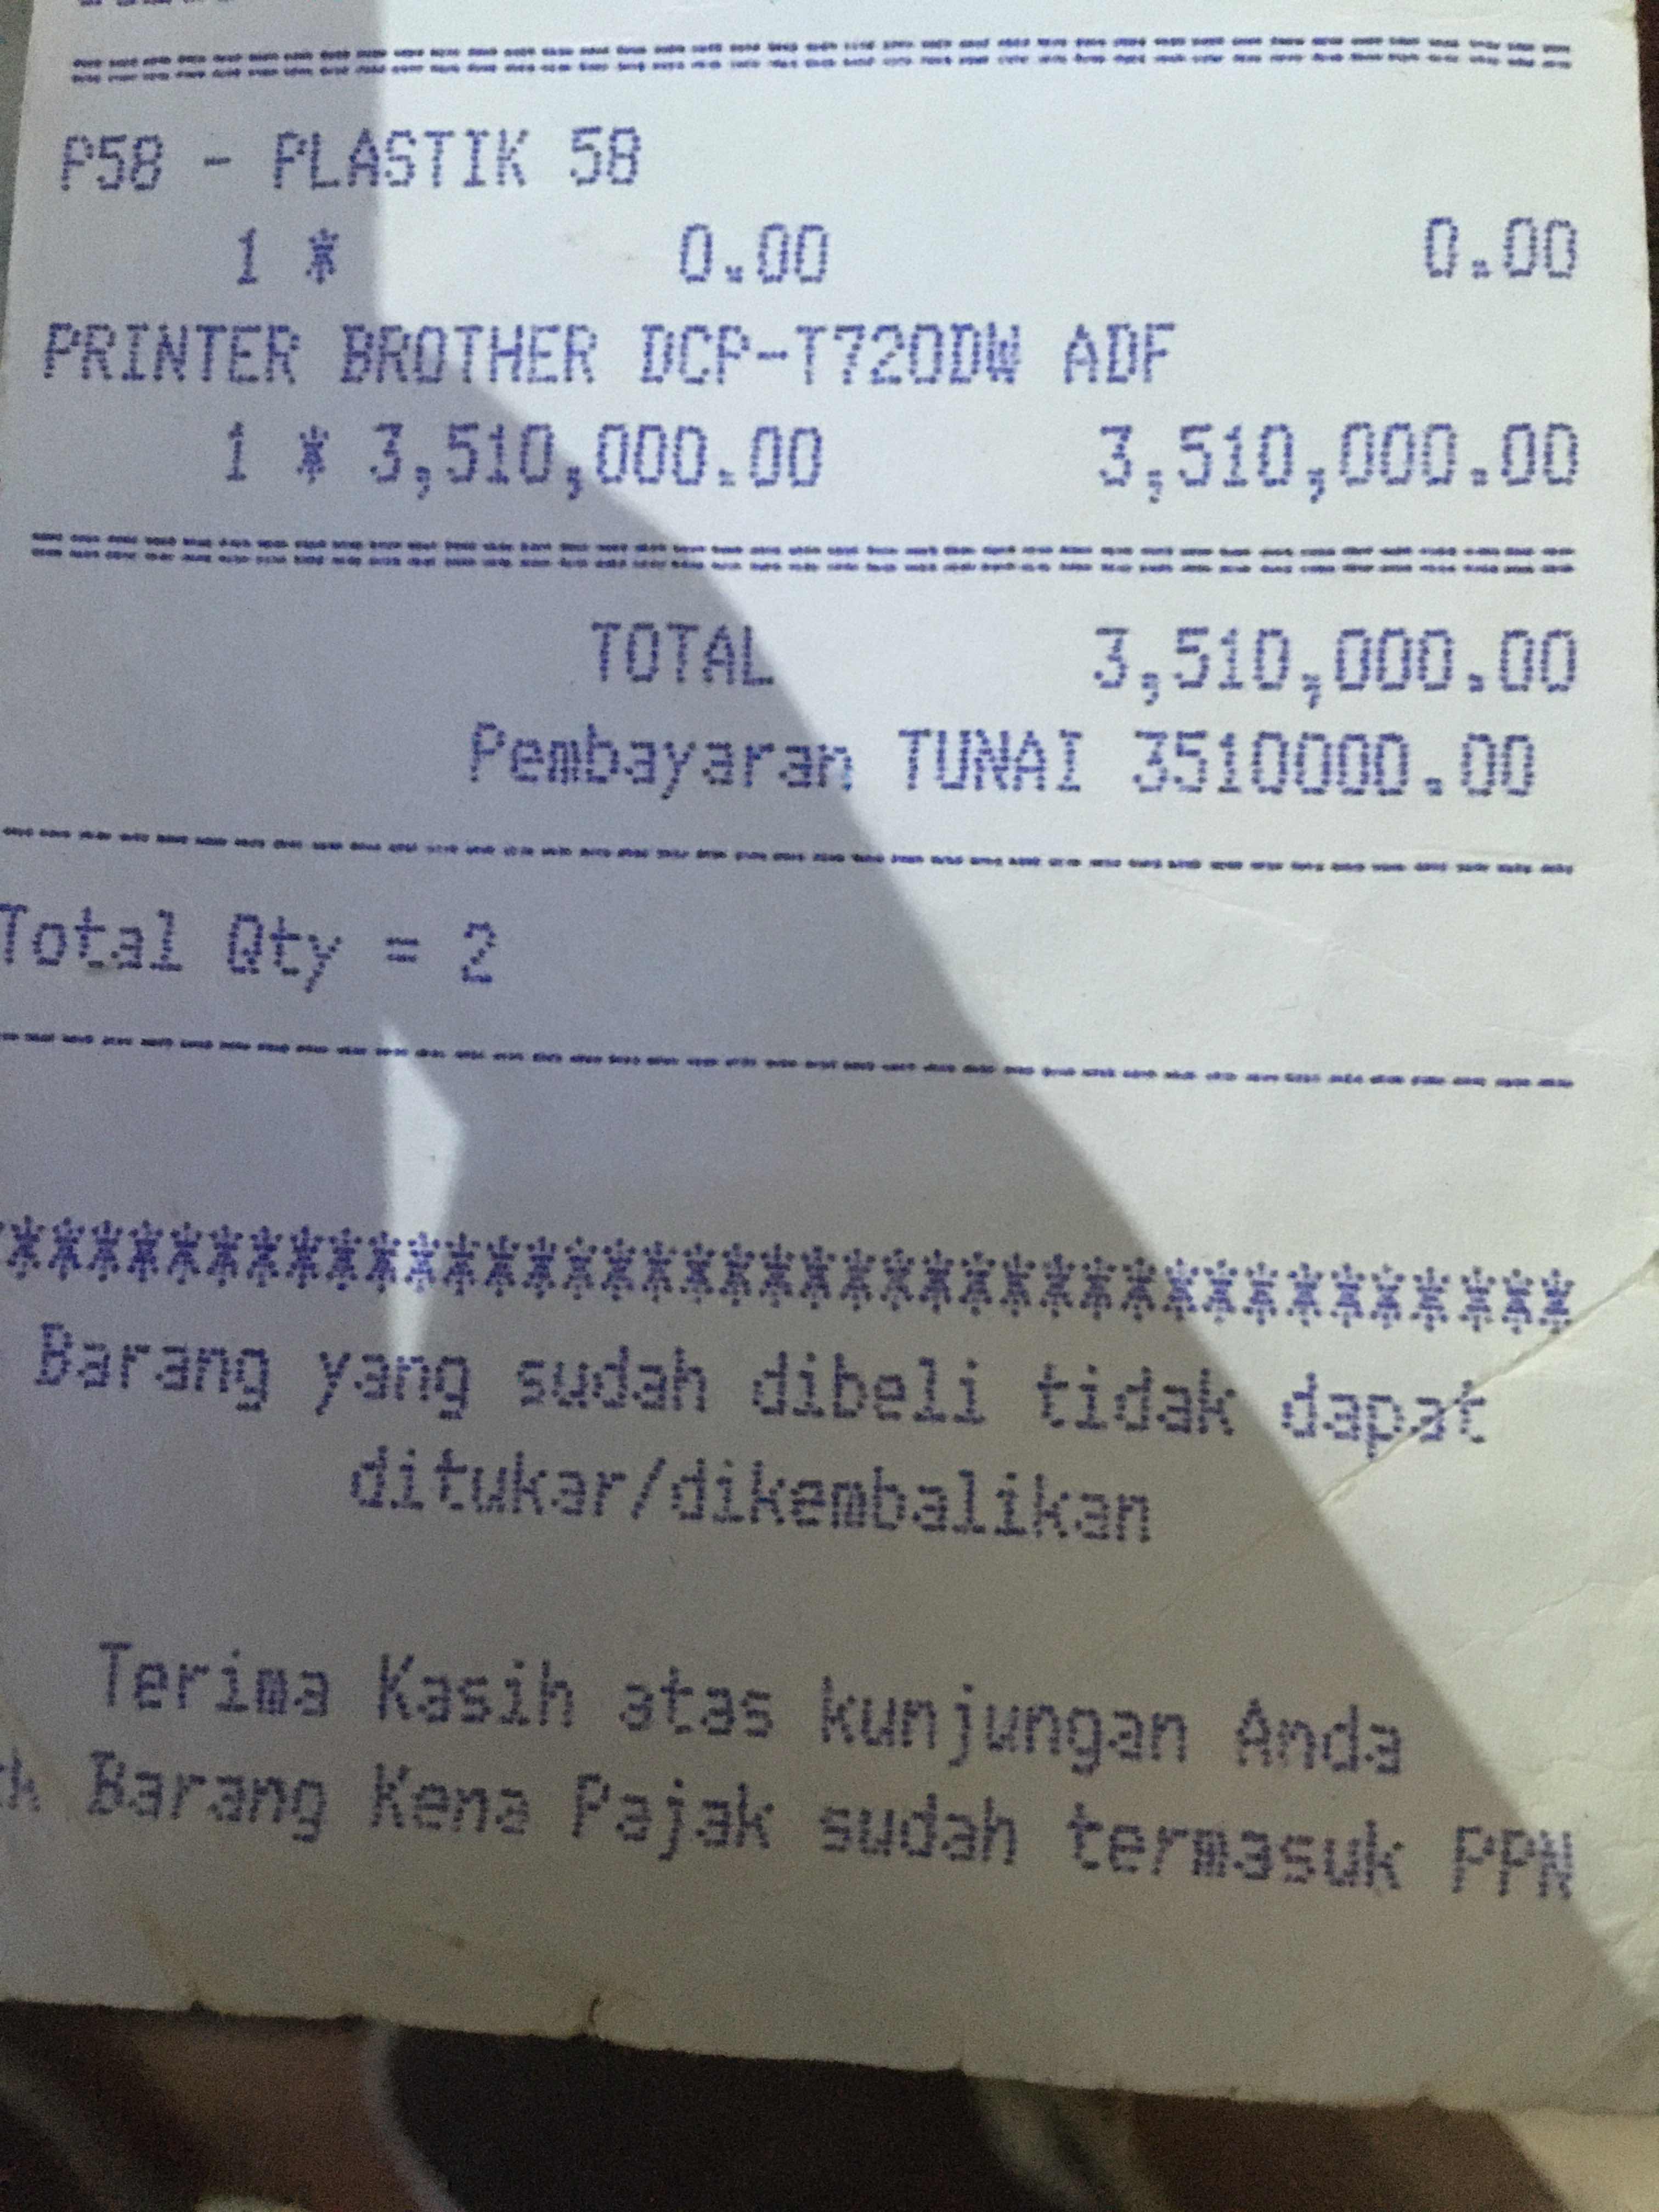 P58 - PLASTIK 58
1 * 0.00 0.00
PRINTER BROTHER DCP-T720DW ADF
1 * 3,510,000.00 3,510,000.00
TOTAL 3,510,000.00
Pembayaran TUNAI 3510000.00
Total Qty = 2
***************************************
Barang yang sudah dibeli tidak dapat
ditukar/dikembalikan
Terima Kasih atas kunjungan Anda
Barang Kena Pajak sudah termasuk PPN